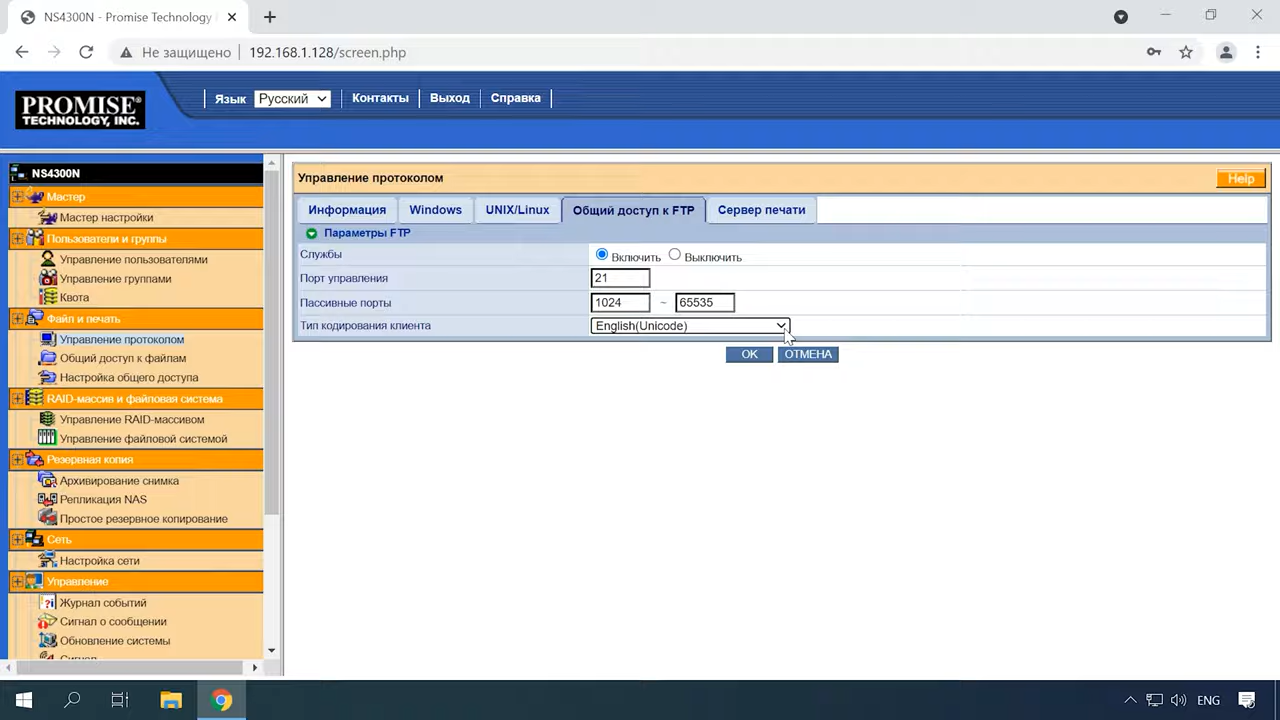 NS4300N - Promise Technology
Не защищено 192.168.1.128/screen.php
PROMISE®
TECHNOLOGY, INC.
Язык Русский Контакты Выход Справка
NS4300N
Мастер
Мастер настройки
Пользователи и группы
Управление пользователями
Управление группами
Квота
Файл и печать
Управление протоколом
Общий доступ к файлам
Настройка общего доступа
RAID-массив и файловая система
Управление RAID-массивом
Управление файловой системой
Резервная копия
Архивирование снимка
Репликация NAS
Простое резервное копирование
Сеть
Настройка сети
Управление
Журнал событий
Сигнал о сообщении
Обновление системы
Сигнал
Управление протоколом Help
Информация Windows UNIX/Linux Общий доступ к FTP Сервер печати
Параметры FTP
Службы Включить Выключить
Порт управления 21
Пассивные порты 1024 ~ 65535
Тип кодирования клиента English(Unicode)
OK ОТМЕНА
ENG